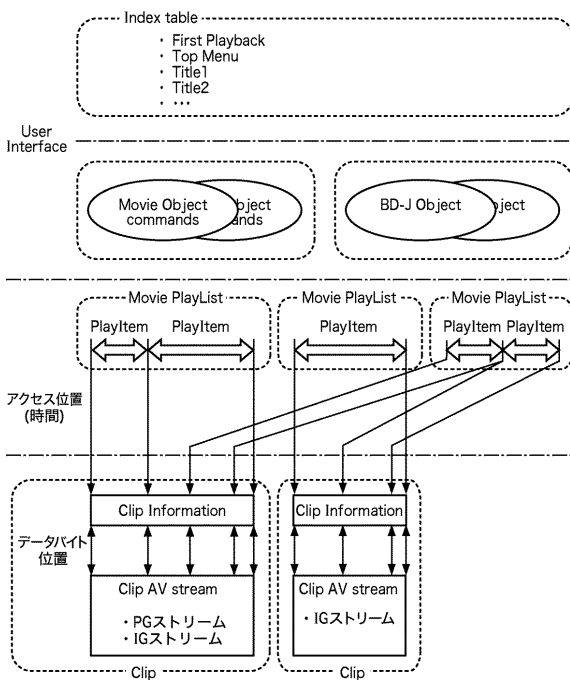 Index table
・ First Playback
・ Top Menu
・ Title1
・ Title2
・ …
User
Interface
Movie Object
commands
bject
ands
BD-J Object
bject
Movie PlayList
Movie PlayList
Movie PlayList
PlayItem
PlayItem
PlayItem
PlayItem
PlayItem
アクセス位置
(時間)
Clip Information
Clip Information
データバイト
位置
Clip AV stream
・PGストリーム
・IGストリーム
Clip AV stream
・IGストリーム
Clip
Clip